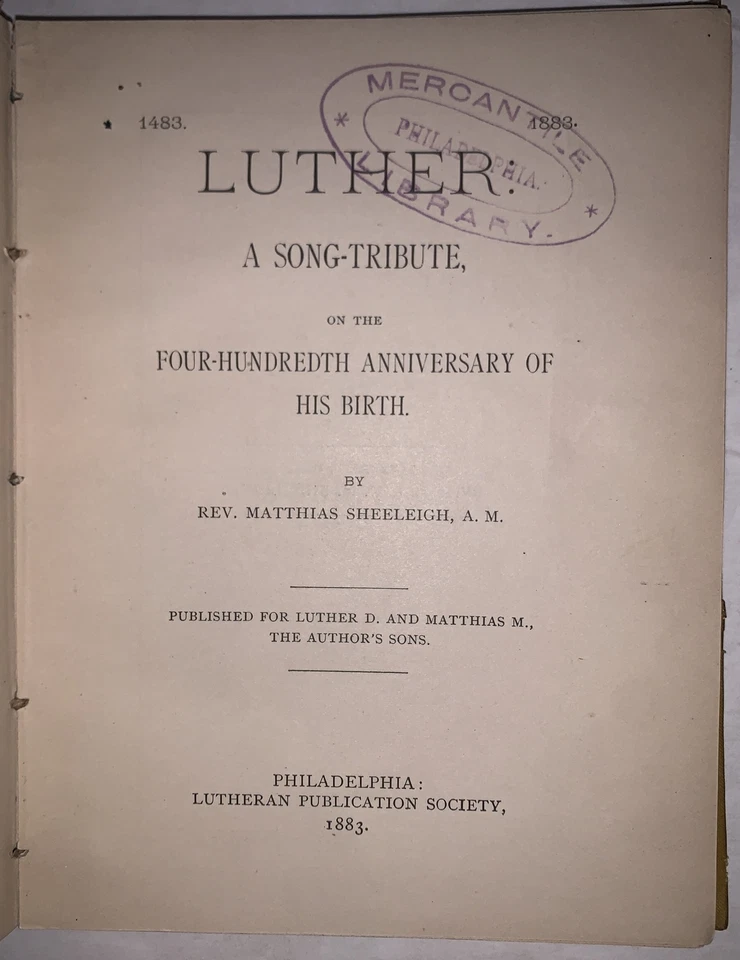 1483. 1883.
LUTHER:
A SONG-TRIBUTE,
ON THE
FOUR-HUNDREDTH ANNIVERSARY OF
HIS BIRTH.
BY
REV. MATTHIAS SHEELEIGH, A. M.
PUBLISHED FOR LUTHER D. AND MATTHIAS M.,
THE AUTHOR'S SONS.
PHILADELPHIA:
LUTHERAN PUBLICATION SOCIETY,
1883.
MERCANTILE
PHILADELPHIA.
* LIBRARY. *